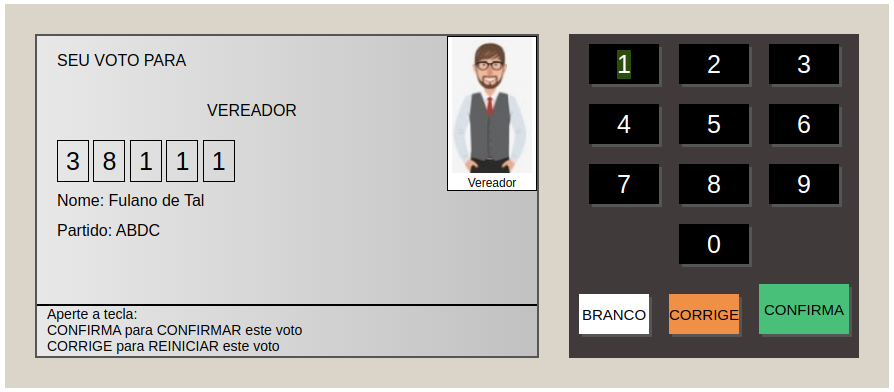 SEU VOTO PARA
VEREADOR
3 8 1 1 1
Nome: Fulano de Tal
Partido: ABDC
Vereador
Aperte a tecla:
CONFIRMA para CONFIRMAR este voto
CORRIGE para REINICIAR este voto
1 2 3
4 5 6
7 8 9
0
BRANCO CORRIGE CONFIRMA